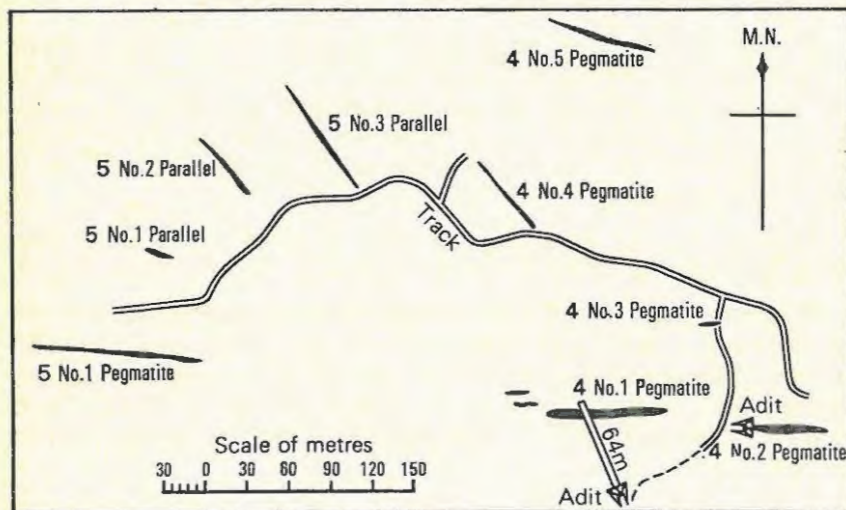 4 No.5 Pegmatite
M.N.
5 No.3 Parallel
5 No.2 Parallel
4 No.4 Pegmatite
5 No.1 Parallel
Track
4 No.3 Pegmatite
5 No.1 Pegmatite
4 No.1 Pegmatite
Adit
64m
4 No.2 Pegmatite
Scale of metres
30 0 30 60 90 120 150
Adit